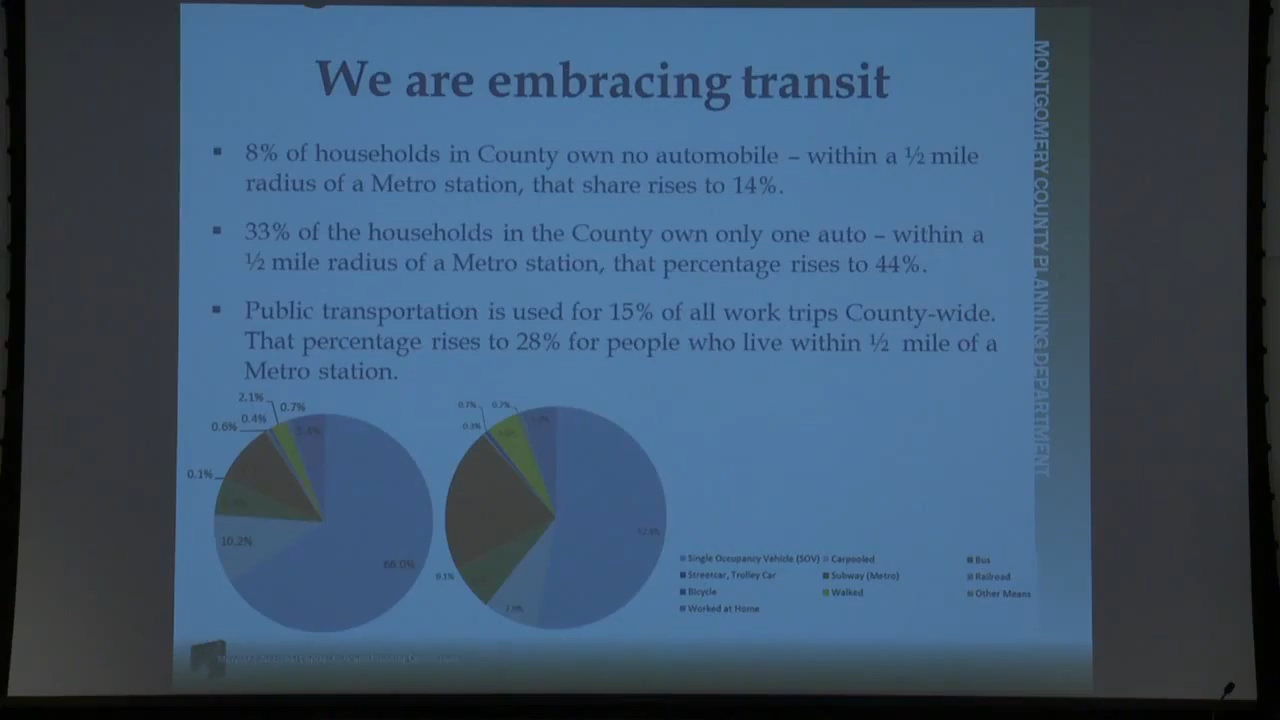 We are embracing transit
MONTGOMERY COUNTY PLANNING DEPARTMENT
▪ 8% of households in County own no automobile – within a ½ mile
radius of a Metro station, that share rises to 14%.
▪ 33% of the households in the County own only one auto – within a
½ mile radius of a Metro station, that percentage rises to 44%.
▪ Public transportation is used for 15% of all work trips County-wide.
That percentage rises to 28% for people who live within ½ mile of a
Metro station.
2.1%
0.7%
0.4%
0.6%
0.1%
10.2%
66.0%
0.7%
0.7%
0.3%
0.1%
Single Occupancy Vehicle (SOV) Carpooled Bus
Streetcar, Trolley Car Subway (Metro) Railroad
Bicycle Walked Other Means
Worked at Home